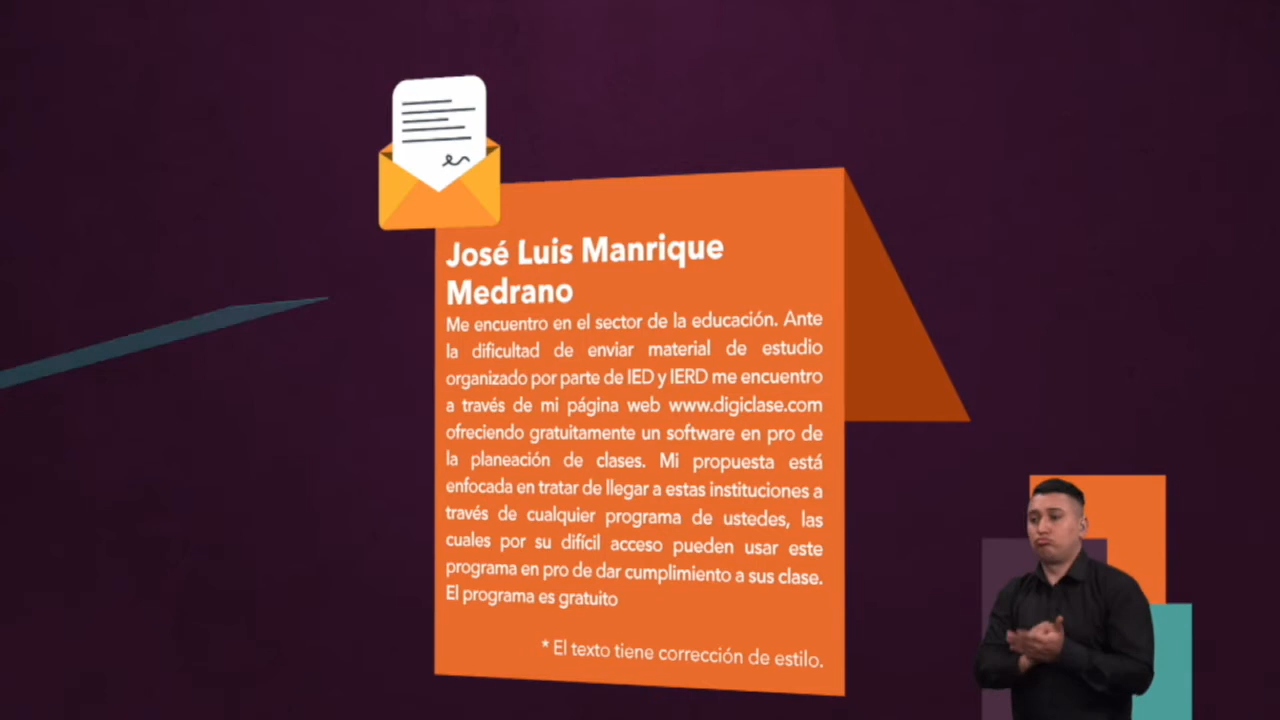 José Luis Manrique
Medrano
Me encuentro en el sector de la educación. Ante
la dificultad de enviar material de estudio
organizado por parte de IED y IERD me encuentro
a través de mi página web www.digiclase.com
ofreciendo gratuitamente un software en pro de
la planeación de clases. Mi propuesta está
enfocada en tratar de llegar a estas instituciones a
través de cualquier programa de ustedes, las
cuales por su difícil acceso pueden usar este
programa en pro de dar cumplimiento a sus clase.
El programa es gratuito
* El texto tiene corrección de estilo.